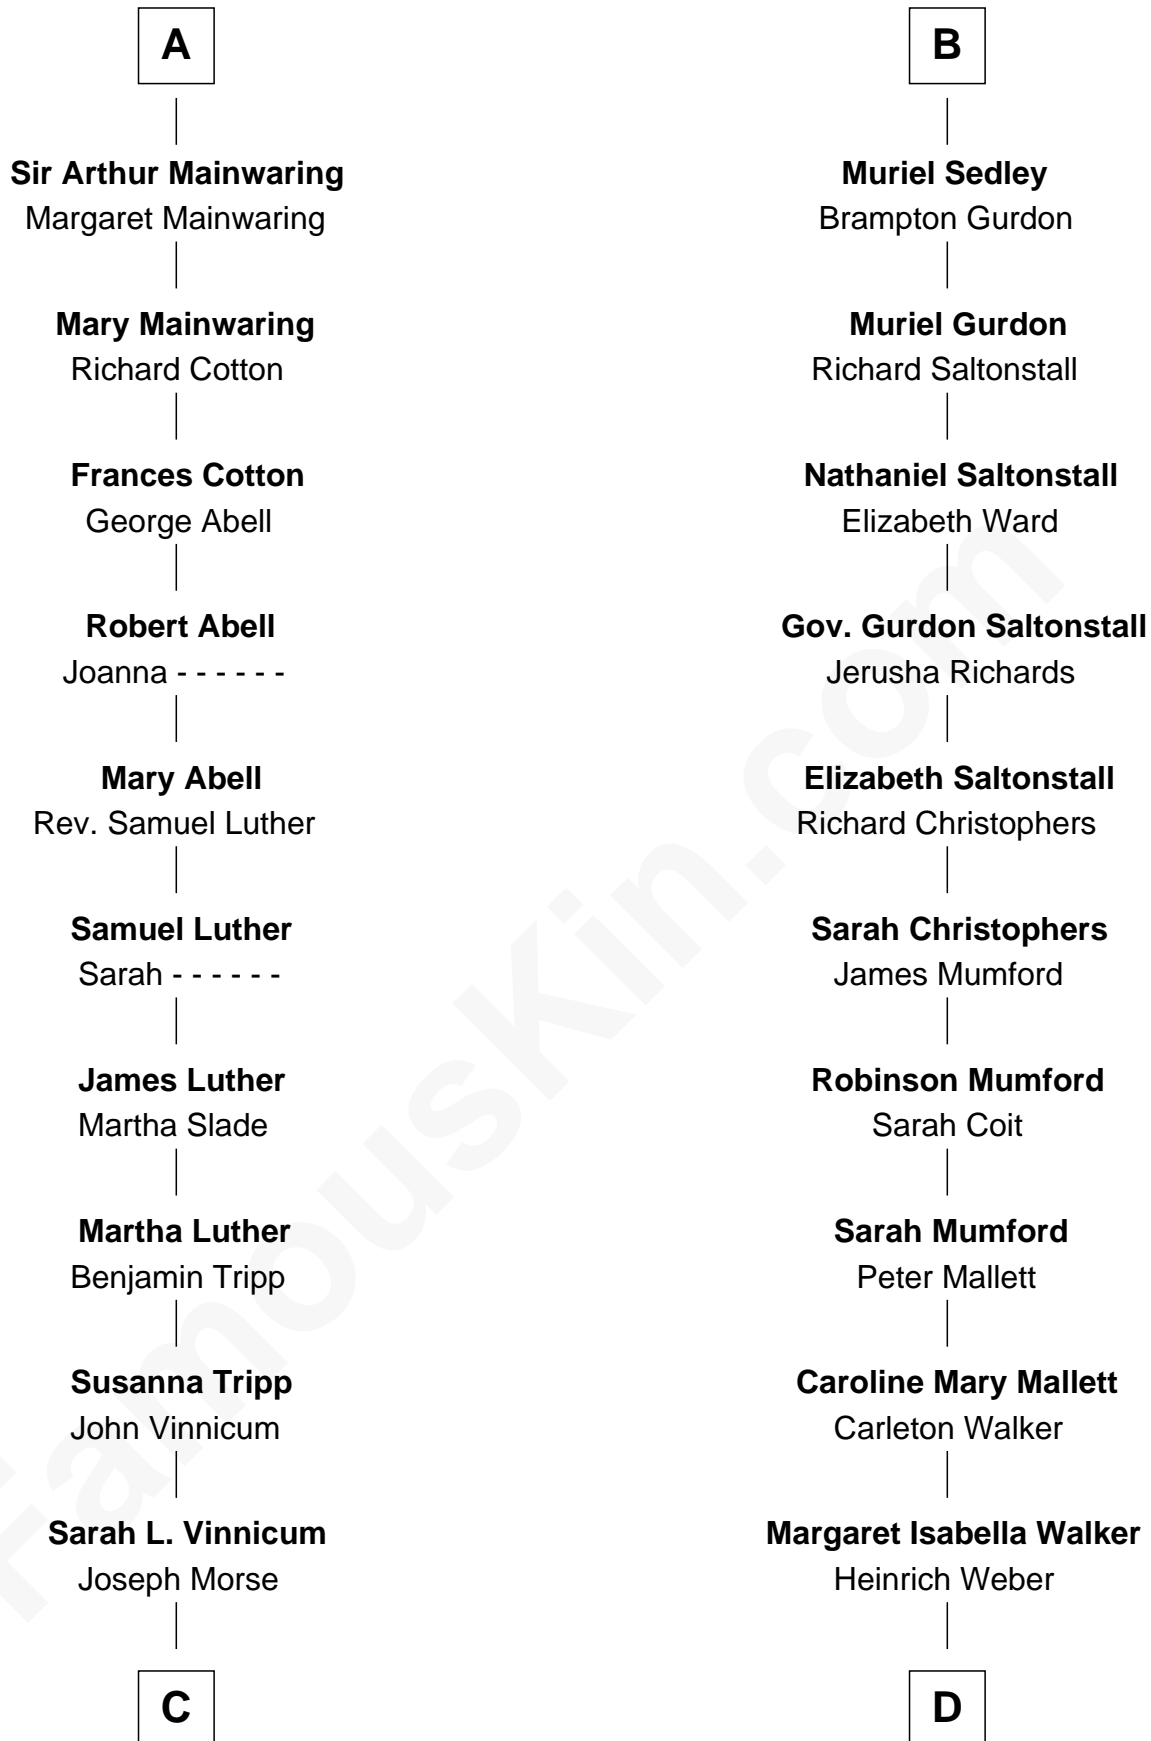 A
Sir Arthur Mainwaring
Margaret Mainwaring
Mary Mainwaring
Richard Cotton
Frances Cotton
George Abell
Robert Abell
Joanna - - - - - -
Mary Abell
Rev. Samuel Luther
Samuel Luther
Sarah - - - - - -
James Luther
Martha Slade
Martha Luther
Benjamin Tripp
Susanna Tripp
John Vinnicum
Sarah L. Vinnicum
Joseph Morse
C
B
Muriel Sedley
Brampton Gurdon
Muriel Gurdon
Richard Saltonstall
Nathaniel Saltonstall
Elizabeth Ward
Gov. Gurdon Saltonstall
Jerusha Richards
Elizabeth Saltonstall
Richard Christophers
Sarah Christophers
James Mumford
Robinson Mumford
Sarah Coit
Sarah Mumford
Peter Mallett
Caroline Mary Mallett
Carleton Walker
Margaret Isabella Walker
Heinrich Weber
D
FamousKin.com